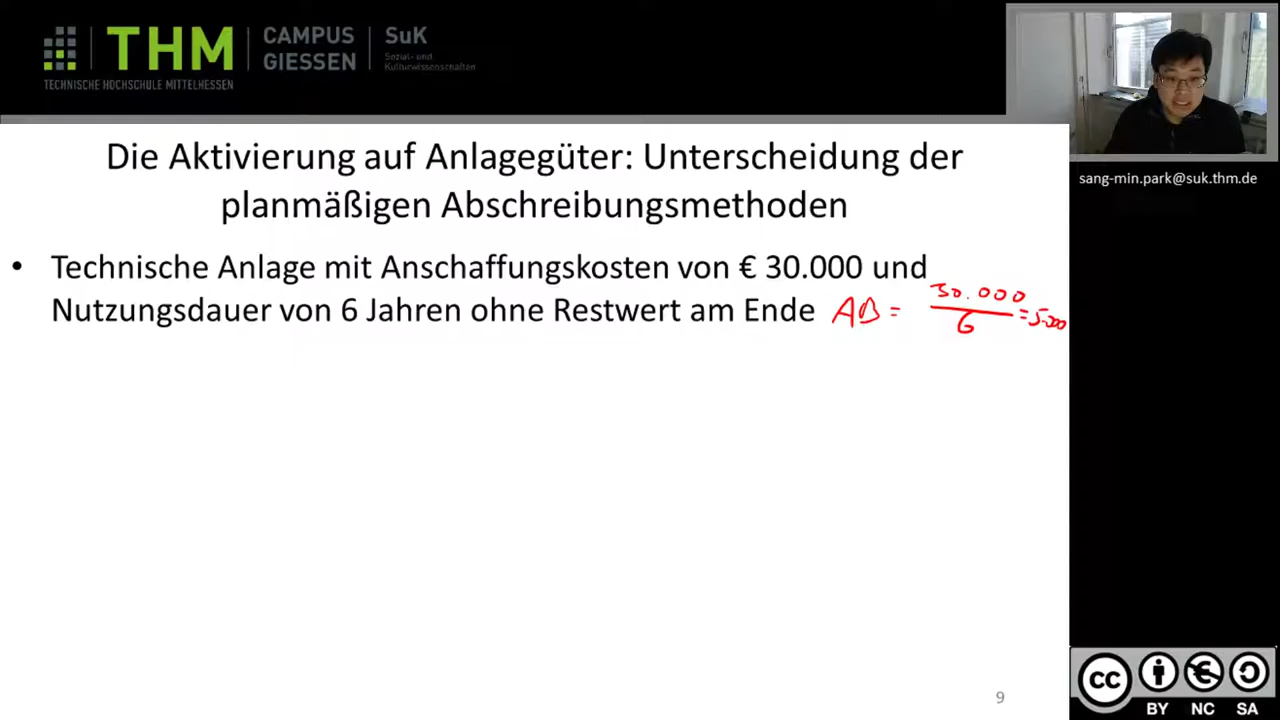 THM
CAMPUS
GIESSEN
SuK
Sozial- und
Kulturwissenschaften
TECHNISCHE HOCHSCHULE MITTELHESSEN
sang-min.park@suk.thm.de
Die Aktivierung auf Anlagegüter: Unterscheidung der
planmäßigen Abschreibungsmethoden
• Technische Anlage mit Anschaffungskosten von € 30.000 und
Nutzungsdauer von 6 Jahren ohne Restwert am Ende
AB = 30.000
6
= 5.000
9
cc
BY NC SA